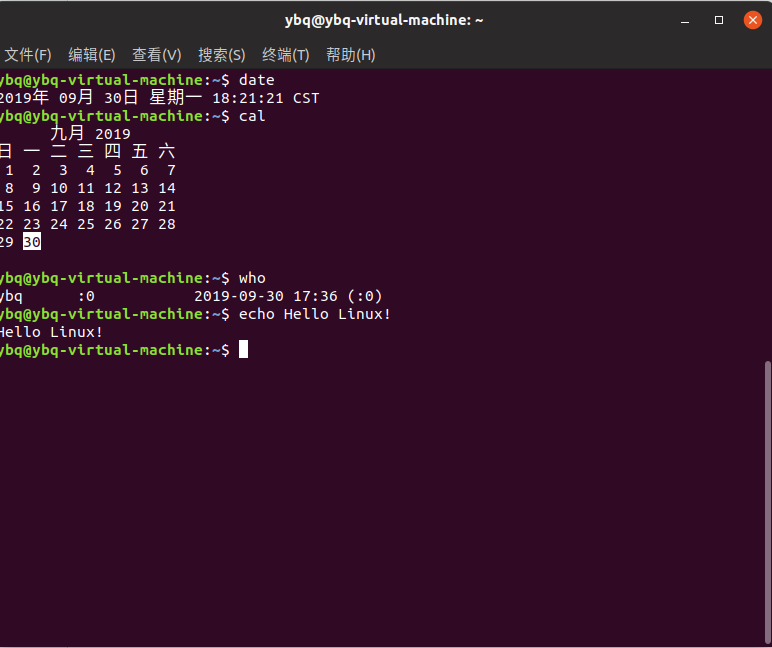 ybq@ybq-virtual-machine: ~
文件(F) 编辑(E) 查看(V) 搜索(S) 终端(T) 帮助(H)
ybq@ybq-virtual-machine:~$ date
2019年 09月 30日 星期一 18:21:21 CST
ybq@ybq-virtual-machine:~$ cal
九月 2019
日 一 二 三 四 五 六
1 2 3 4 5 6 7
8 9 10 11 12 13 14
15 16 17 18 19 20 21
22 23 24 25 26 27 28
29 30
ybq@ybq-virtual-machine:~$ who
ybq :0 2019-09-30 17:36 (:0)
ybq@ybq-virtual-machine:~$ echo Hello Linux!
Hello Linux!
ybq@ybq-virtual-machine:~$